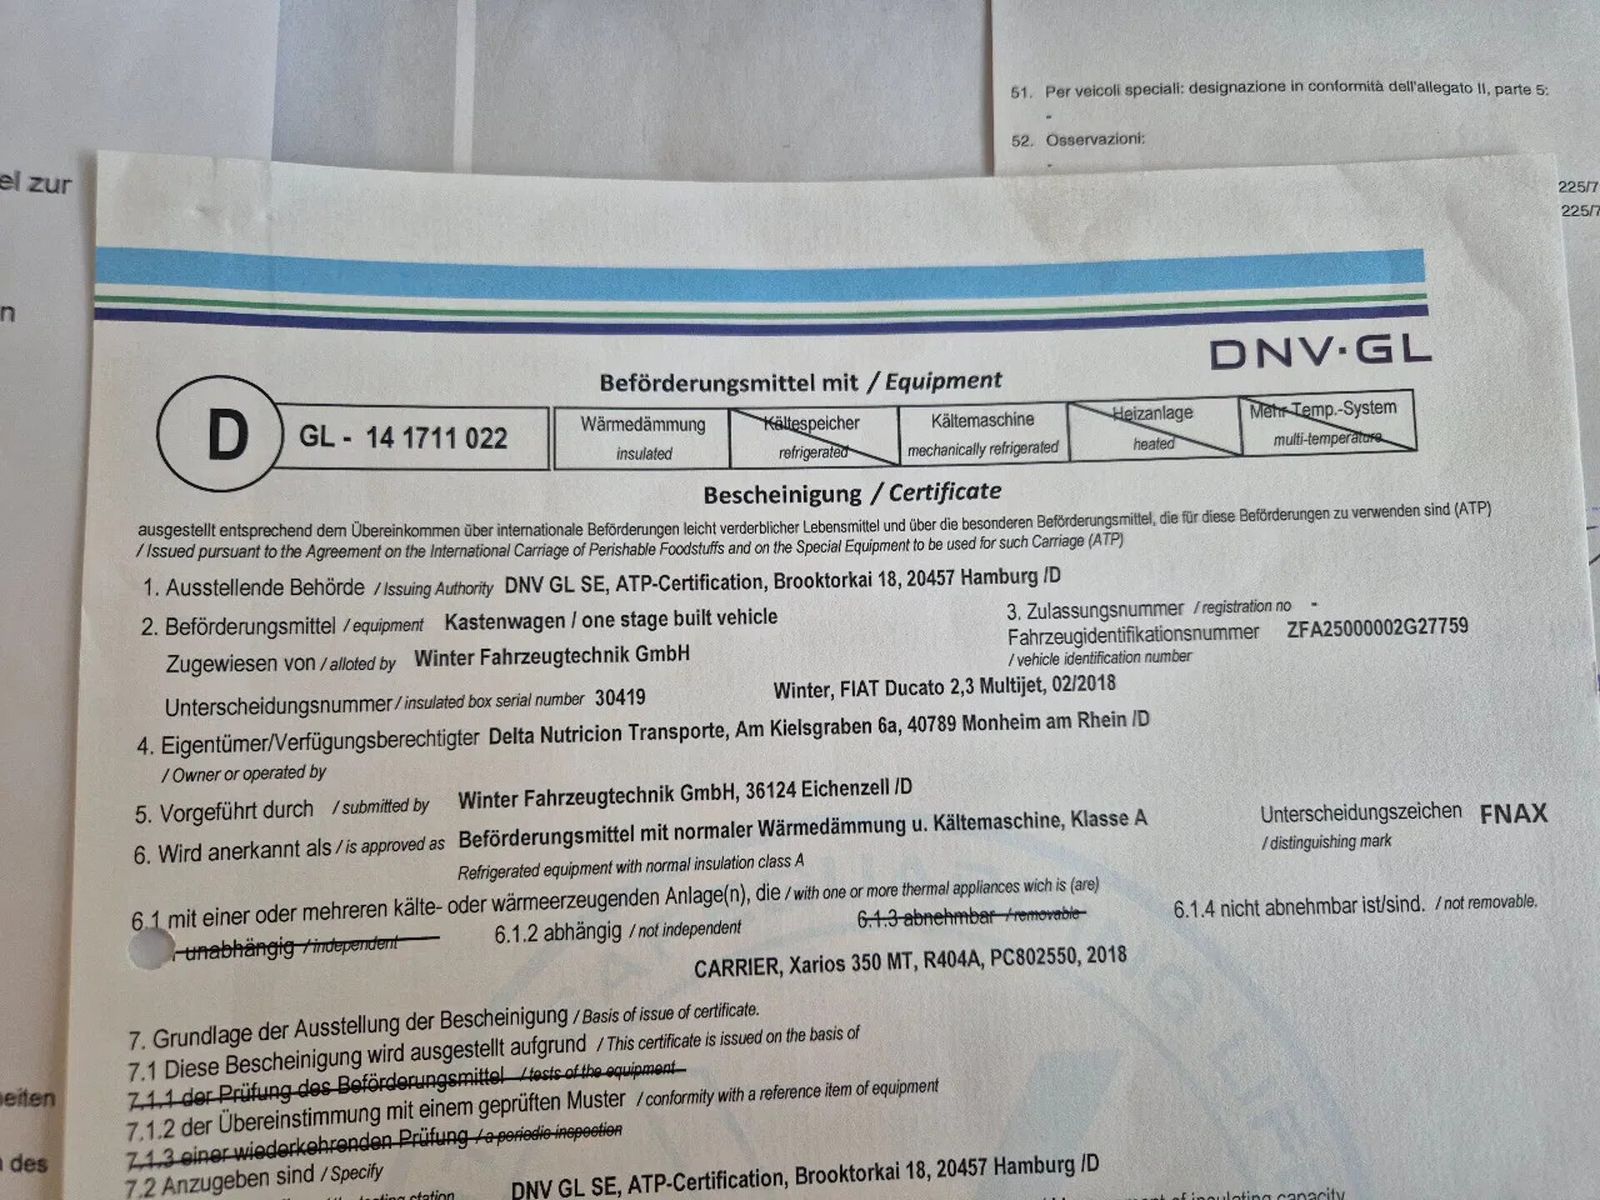 51. Per veicoli speciali: designazione in conformità dell'allegato II, parte 5:
-
52. Osservazioni:
-
el zur
225/7
225/7
n
DNV·GL
Beförderungsmittel mit / Equipment
D
GL - 14 1711 022
Wärmedämmung
insulated
Kältespeicher
refrigerated
Kältemaschine
mechanically refrigerated
Heizanlage
heated
Mehr-Temp.-System
multi-temperature
Bescheinigung / Certificate
ausgestellt entsprechend dem Übereinkommen über internationale Beförderungen leicht verderblicher Lebensmittel und über die besonderen Beförderungsmittel, die für diese Beförderungen zu verwenden sind (ATP)
/ Issued pursuant to the Agreement on the International Carriage of Perishable Foodstuffs and on the Special Equipment to be used for such Carriage (ATP)
1. Ausstellende Behörde / Issuing Authority DNV GL SE, ATP-Certification, Brooktorkai 18, 20457 Hamburg /D
2. Beförderungsmittel / equipment Kastenwagen / one stage built vehicle
3. Zulassungsnummer / registration no -
Fahrzeugidentifikationsnummer ZFA25000002G27759
/ vehicle identification number
Zugewiesen von / alloted by Winter Fahrzeugtechnik GmbH
Unterscheidungsnummer / insulated box serial number 30419 Winter, FIAT Ducato 2,3 Multijet, 02/2018
4. Eigentümer/Verfügungsberechtigter Delta Nutricion Transporte, Am Kielsgraben 6a, 40789 Monheim am Rhein /D
/ Owner or operated by
5. Vorgeführt durch / submitted by Winter Fahrzeugtechnik GmbH, 36124 Eichenzell /D
6. Wird anerkannt als / is approved as Beförderungsmittel mit normaler Wärmedämmung u. Kältemaschine, Klasse A
Refrigerated equipment with normal insulation class A
Unterscheidungszeichen FNAX
/ distinguishing mark
6.1 mit einer oder mehreren kälte- oder wärmeerzeugenden Anlage(n), die / with one or more thermal appliances wich is (are)
unabhängig / independent 6.1.2 abhängig / not independent 6.1.3 abnehmbar / removable 6.1.4 nicht abnehmbar ist/sind. / not removable.
CARRIER, Xarios 350 MT, R404A, PC802550, 2018
7. Grundlage der Ausstellung der Bescheinigung / Basis of issue of certificate.
7.1 Diese Bescheinigung wird ausgestellt aufgrund / This certificate is issued on the basis of
7.1.1 der Prüfung des Beförderungsmittel / tests of the equipment
7.1.2 der Übereinstimmung mit einem geprüften Muster / conformity with a reference item of equipment
7.1.3 einer wiederkehrenden Prüfung / a periodic inspection
7.2 Anzugeben sind / Specify
DNV GL SE, ATP-Certification, Brooktorkai 18, 20457 Hamburg /D
of insulating capacity
eiten
des